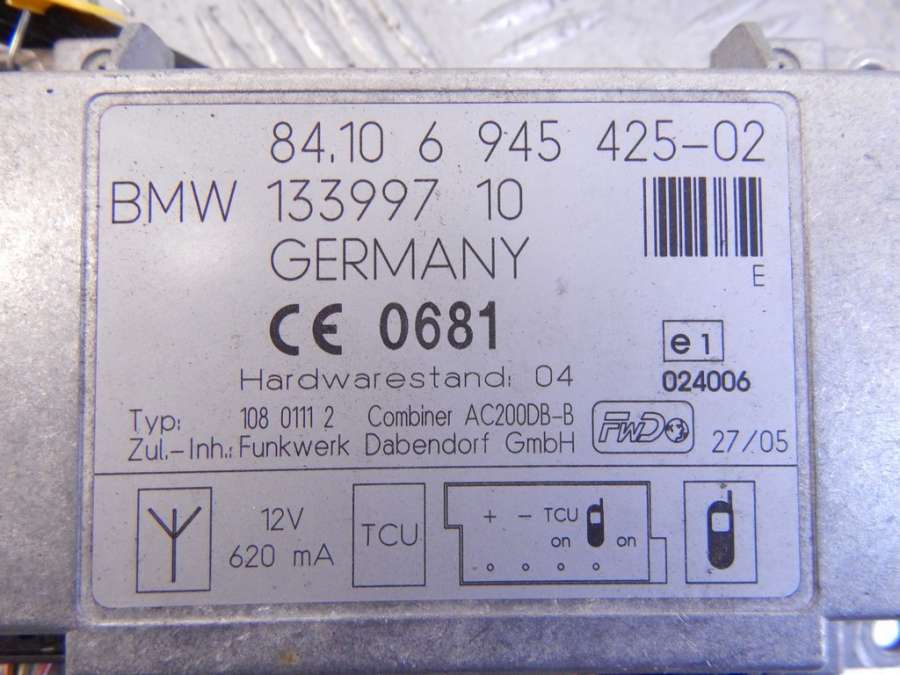 84.10 6 945 425-02
BMW 133997 10
GERMANY
E
CE 0681
e1
Hardwarestand: 04
024006
Typ: 108 0111 2 Combiner AC200DB-B
FWD
Zul.-Inh.: Funkwerk Dabendorf GmbH
27/05
12V
620 mA
TCU
+ - TCU
on on